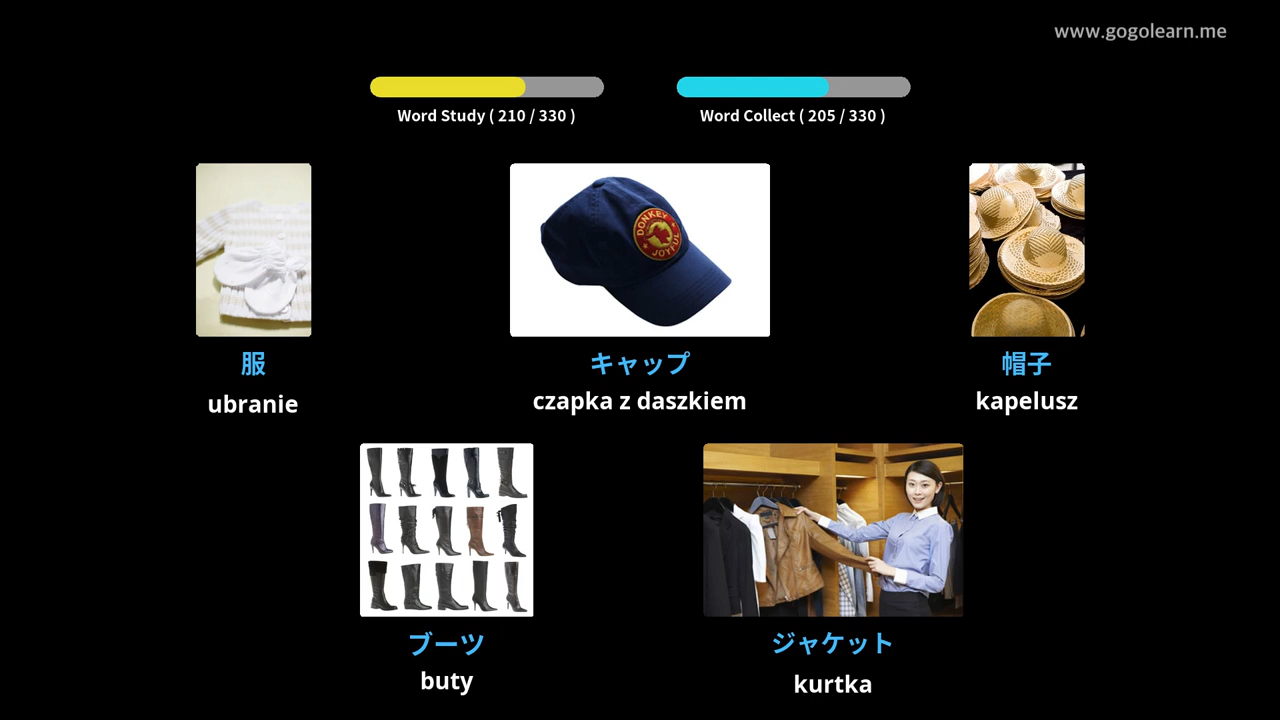 www.gogolearn.me
Word Study ( 210 / 330 )
Word Collect ( 205 / 330 )
DONKEY
JOYFUL
服
キャップ
帽子
ubranie
czapka z daszkiem
kapelusz
ブーツ
ジャケット
buty
kurtka